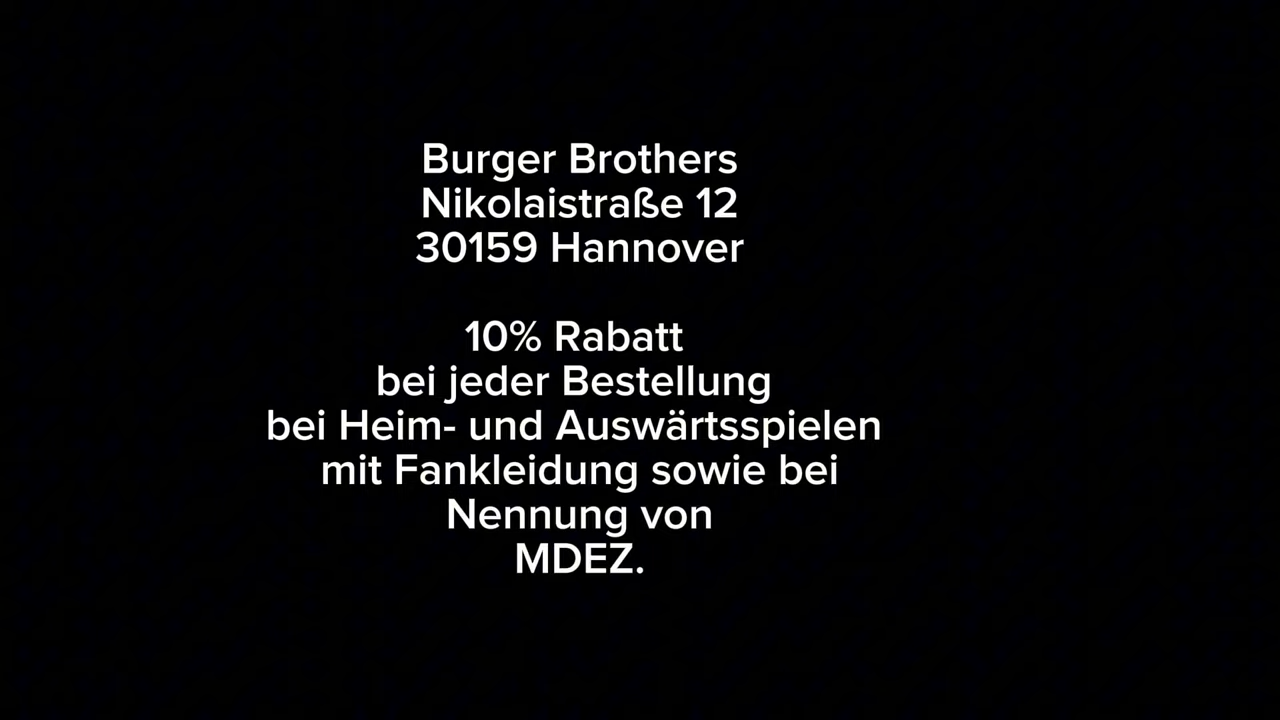 Burger Brothers
Nikolaistraße 12
30159 Hannover
10% Rabatt
bei jeder Bestellung
bei Heim- und Auswärtsspielen
mit Fankleidung sowie bei
Nennung von
MDEZ.